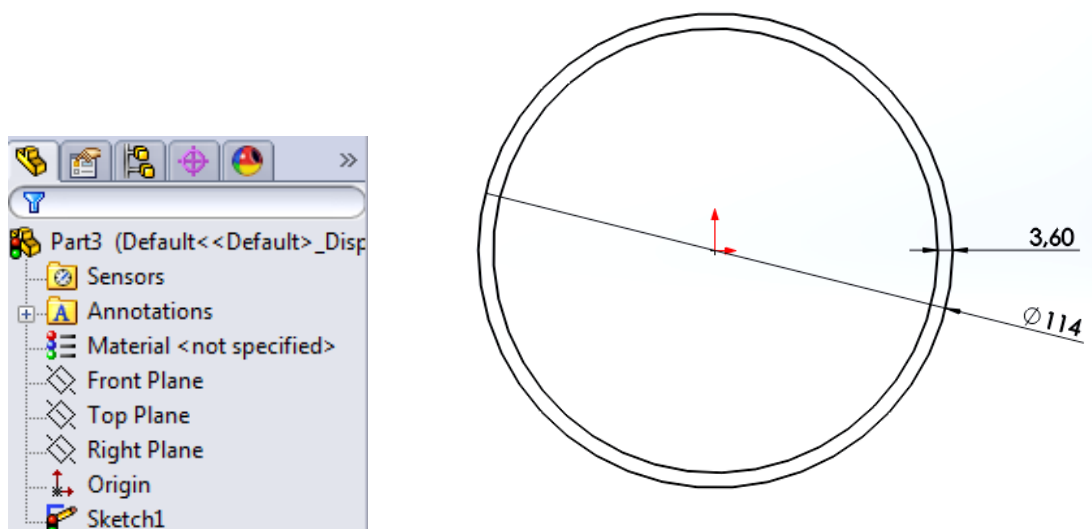 »
Part3 (Default<<Default>_Disp
Sensors
A Annotations
Material <not specified>
Front Plane
Top Plane
Right Plane
Origin
Sketch1
3,60
∅114